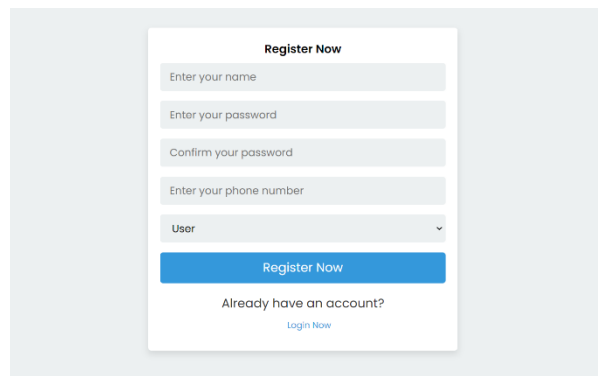 Register Now
Enter your name
Enter your password
Confirm your password
Enter your phone number
User
Register Now
Already have an account?
Login Now